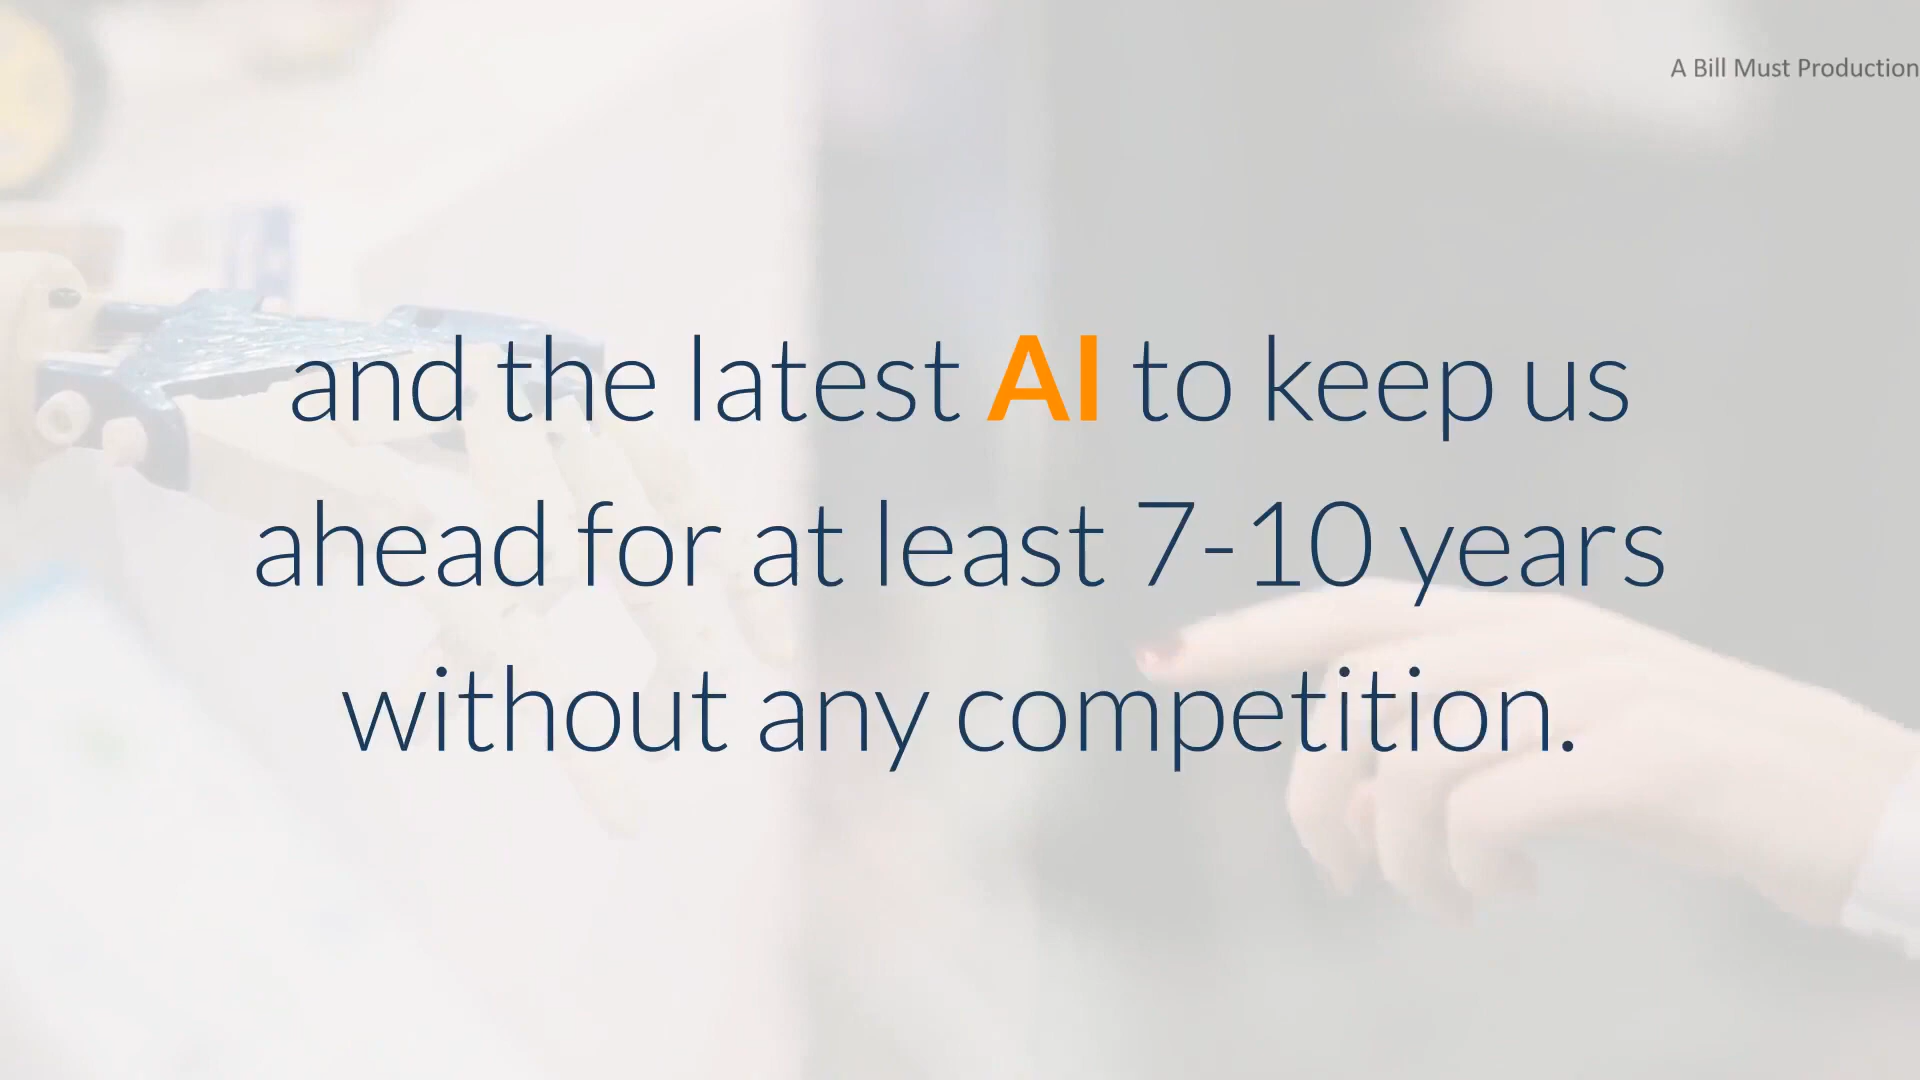 A Bill Must Production
and the latest AI to keep us
ahead for at least 7-10 years
without any competition.